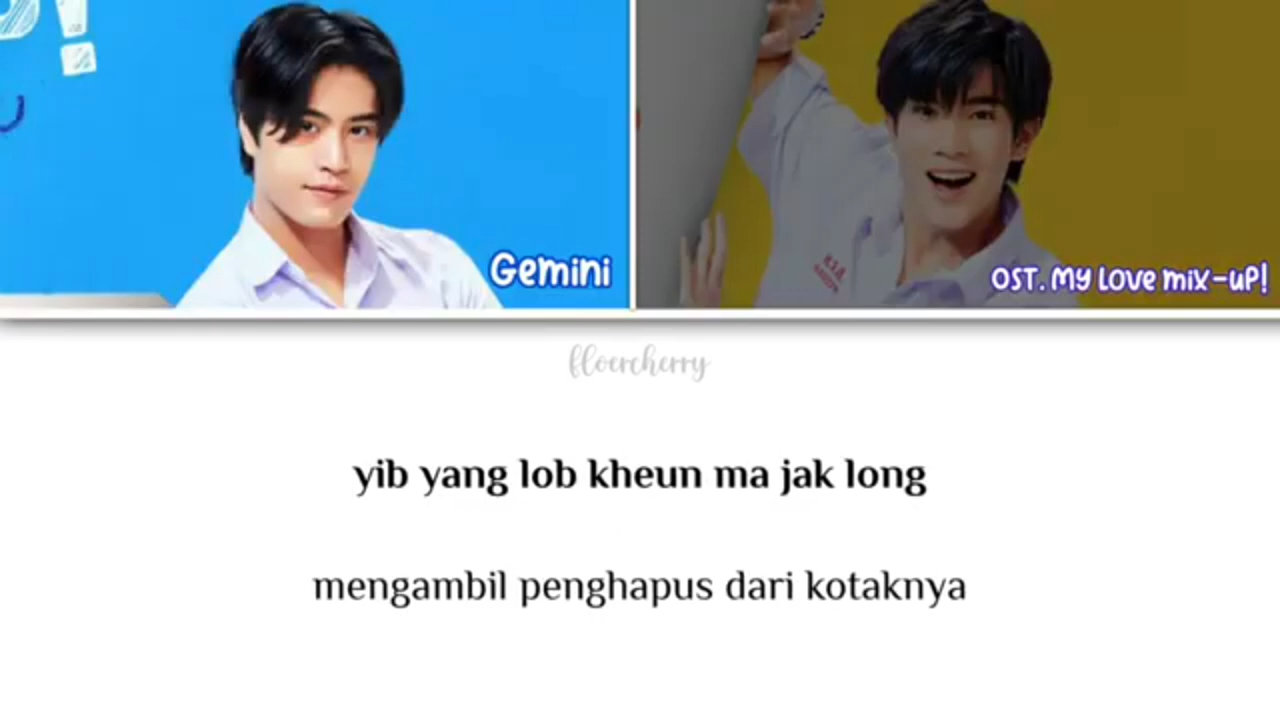 !
Gemini
OST. My Love mix-uP!
floercherry
yib yang lob kheun ma jak long
mengambil penghapus dari kotaknya